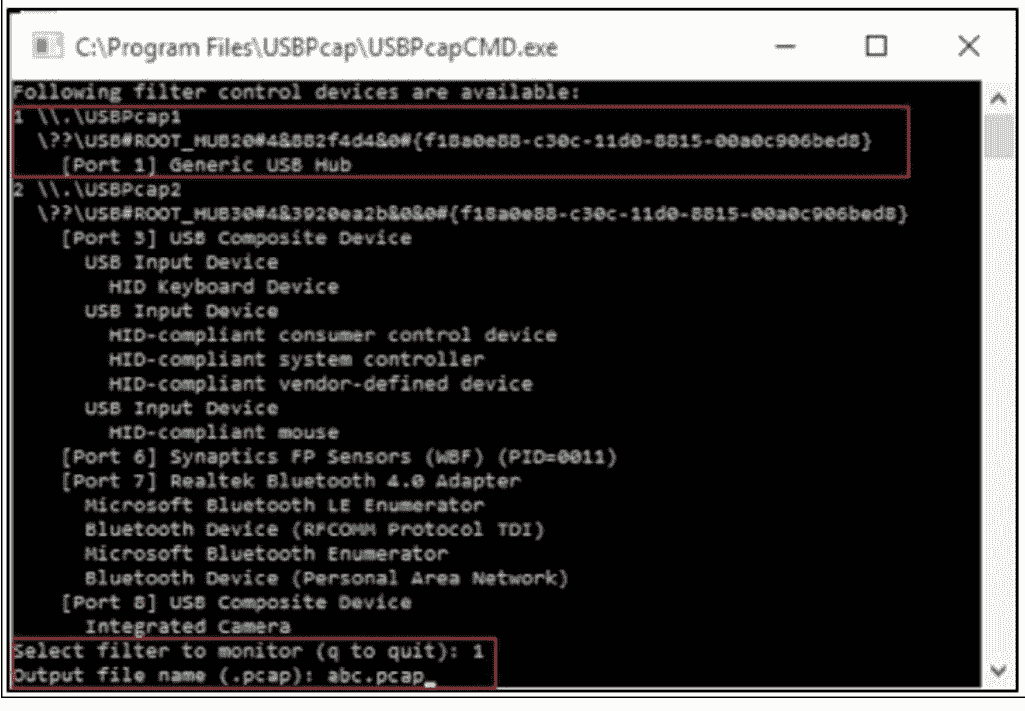 C:\Program Files\USBPcap\USBPcapCMD.exe
Following filter control devices are available:
1 \\.\USBPcap1
\??\USB#ROOT_HUB20#4&882f4d4&0#{f18a0e88-c30c-11d0-8815-00a0c906bed8}
[Port 1] Generic USB Hub
2 \\.\USBPcap2
\??\USB#ROOT_HUB30#4&3920ea2b&0&0#{f18a0e88-c30c-11d0-8815-00a0c906bed8}
[Port 3] USB Composite Device
USB Input Device
HID Keyboard Device
USB Input Device
HID-compliant consumer control device
HID-compliant system controller
HID-compliant vendor-defined device
USB Input Device
HID-compliant mouse
[Port 6] Synaptics FP Sensors (WBF) (PID=0011)
[Port 7] Realtek Bluetooth 4.0 Adapter
Microsoft Bluetooth LE Enumerator
Bluetooth Device (RFCOMM Protocol TDI)
Microsoft Bluetooth Enumerator
Bluetooth Device (Personal Area Network)
[Port 8] USB Composite Device
Integrated Camera
Select filter to monitor (q to quit): 1
Output file name (.pcap): abc.pcap_